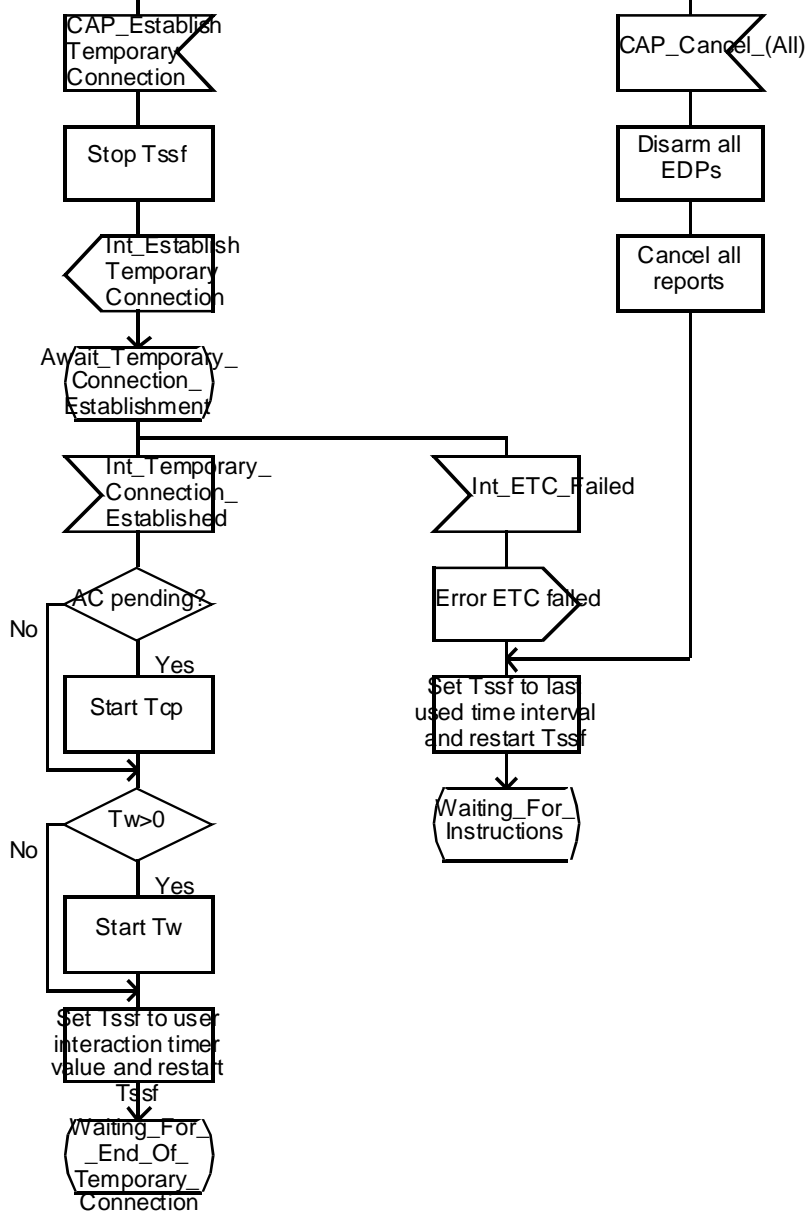 CAP_Establish
Temporary
Connection
Stop Tssf
Int_Establish
Temporary
Connection
Await_Temporary_
Connection_
Establishment
Int_Temporary_
Connection_
Established
AC pending?
No
Yes
Start Tcp
Tw>0
No
Yes
Start Tw
Set Tssf to user
interaction timer
value and restart
Tssf
Waiting_For_
_End_Of_
Temporary_
Connection
Int_ETC_Failed
Error ETC failed
Set Tssf to last
used time interval
and restart Tssf
Waiting_For_
Instructions
CAP_Cancel_(All)
Disarm all
EDPs
Cancel all
reports